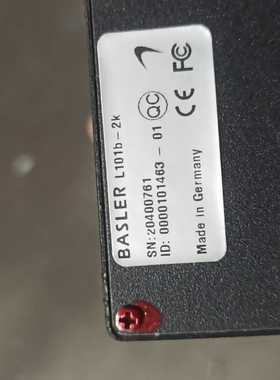 BASLER L101b-2k
SN: 20400761
ID: 0000101463 - 01 QC
Made in Germany CE FC